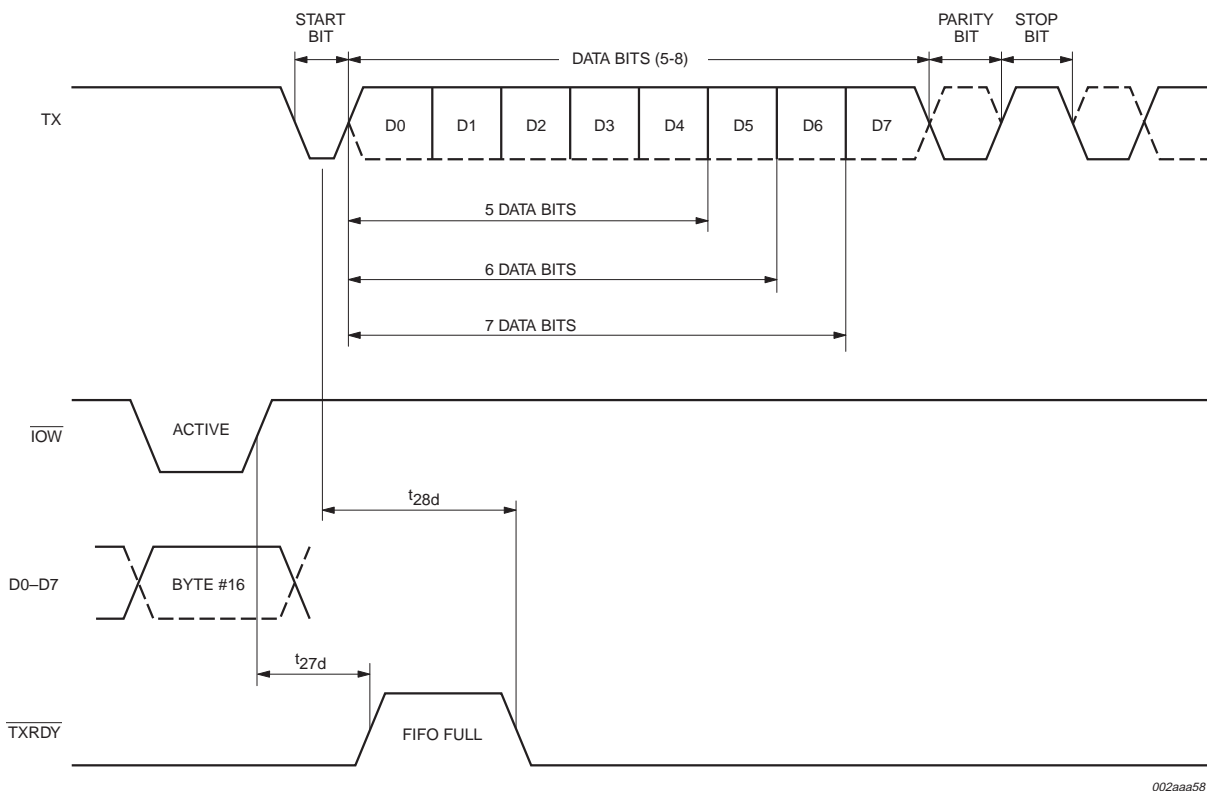 START
BIT
DATA BITS (5-8)
PARITY
BIT
STOP
BIT
TX
D0
D1
D2
D3
D4
D5
D6
D7
5 DATA BITS
6 DATA BITS
7 DATA BITS
IOW
ACTIVE
t28d
D0–D7
BYTE #16
t27d
TXRDY
FIFO FULL
002aaa58